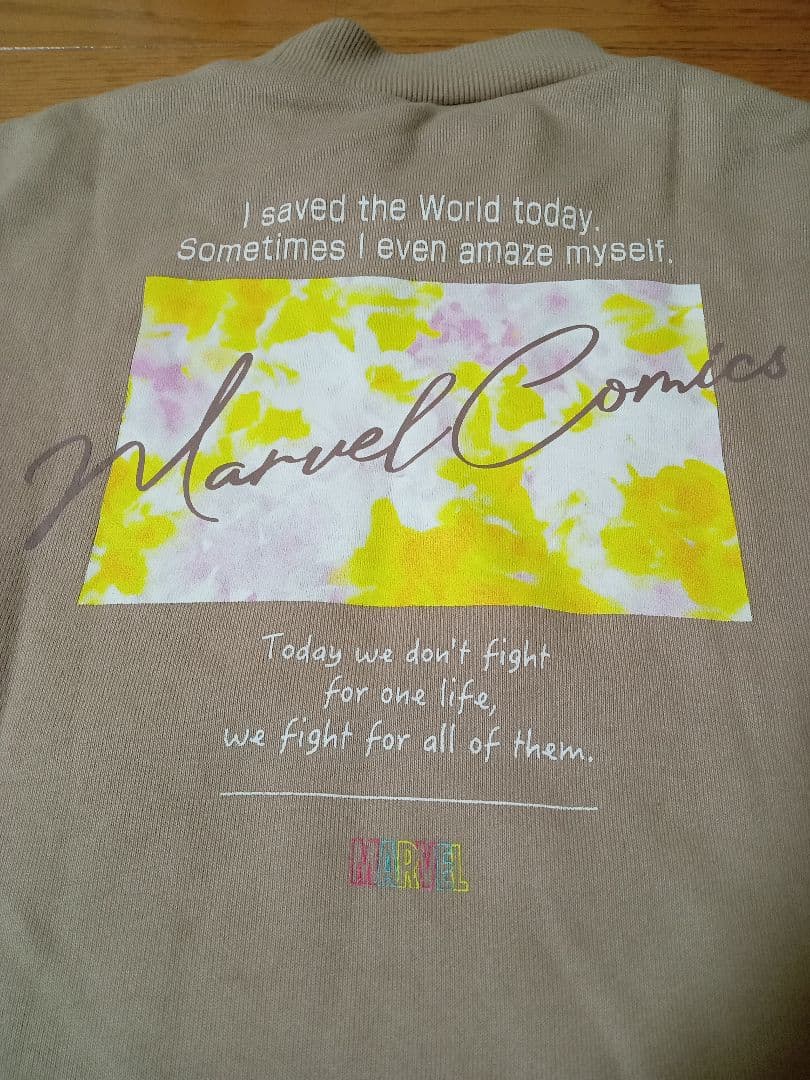 I saved the World today.
Sometimes I even amaze myself.
Marvel Comics
Today we don't fight
for one life,
we fight for all of them.
MARVEL